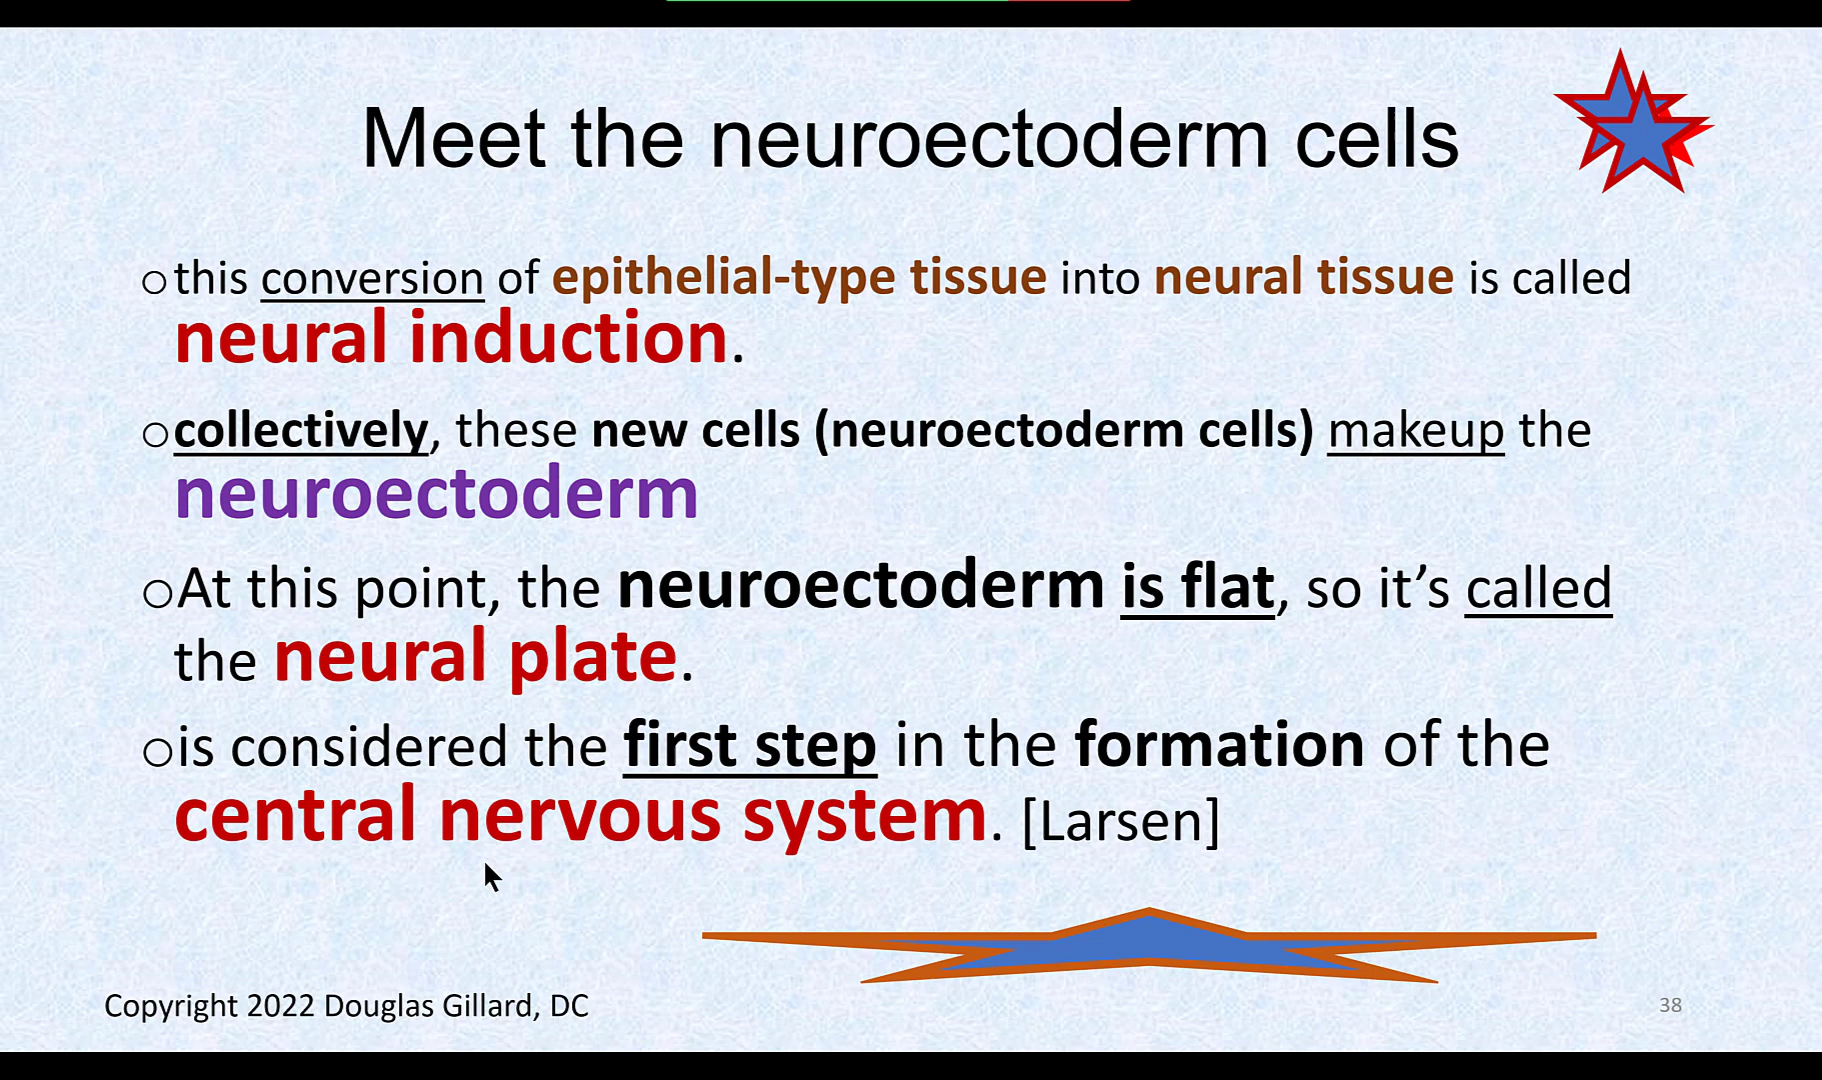 Meet the neuroectoderm cells
○this conversion of epithelial-type tissue into neural tissue is called
neural induction.
○collectively, these new cells (neuroectoderm cells) makeup the
neuroectoderm
○At this point, the neuroectoderm is flat, so it’s called
the neural plate.
○is considered the first step in the formation of the
central nervous system. [Larsen]
Copyright 2022 Douglas Gillard, DC
38